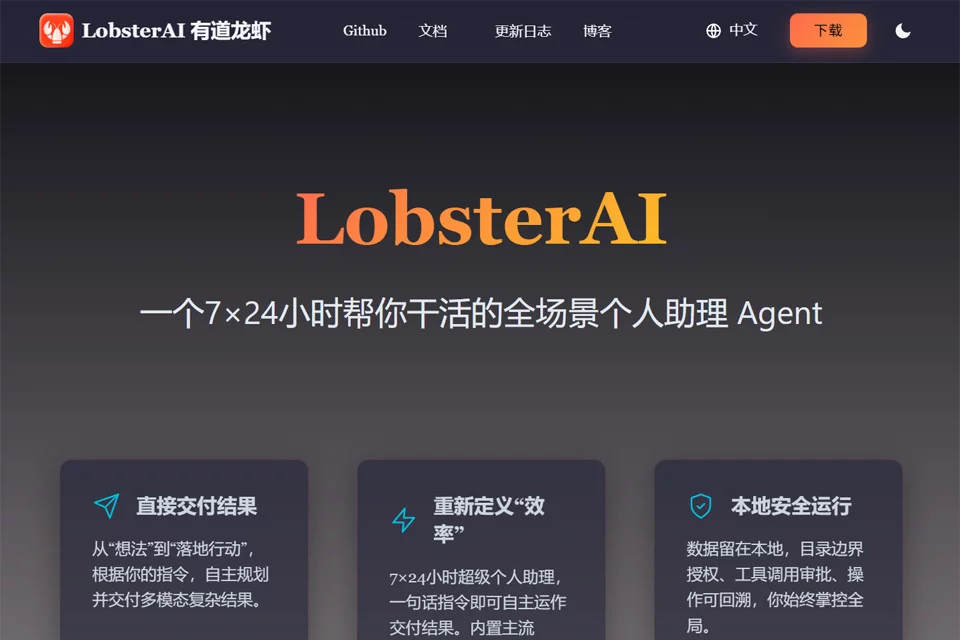 LobsterAI 有道龙虾
Github
文档
更新日志
博客
中文
下载
LobsterAI
一个7×24小时帮你干活的全场景个人助理 Agent
直接交付结果
从“想法”到“落地行动”，
根据你的指令，自主规划
并交付多模态复杂结果。
重新定义“效
率”
7×24小时超级个人助理，
一句话指令即可自主运作
交付结果。内置主流
本地安全运行
数据留在本地，目录边界
授权、工具调用审批、操
作可回溯，你始终掌控全
局。